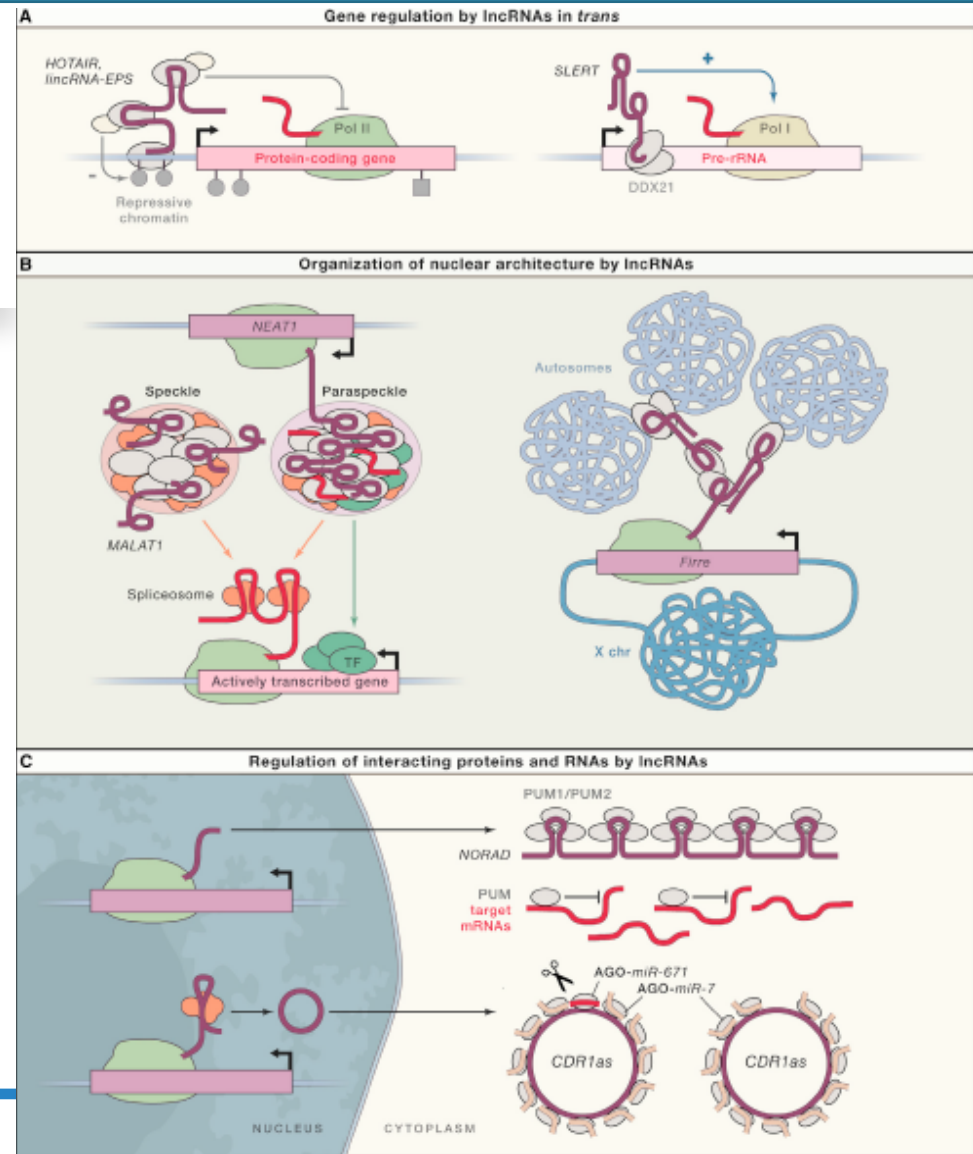 A
Gene regulation by lncRNAs in trans
HOTAIR,
lincRNA-EPS
Pol II
Protein-coding gene
-
Repressive
chromatin
SLERT
+
Pol I
Pre-rRNA
DDX21
B
Organization of nuclear architecture by lncRNAs
NEAT1
Speckle
Paraspeckle
MALAT1
Spliceosome
TF
Actively transcribed gene
Autosomes
Firre
X chr
C
Regulation of interacting proteins and RNAs by lncRNAs
PUM1/PUM2
NORAD
PUM
target
mRNAs
AGO-miR-671
AGO-miR-7
CDR1as
CDR1as
NUCLEUS
CYTOPLASM